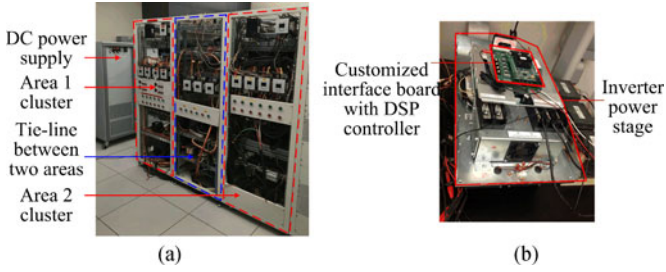 DC power
supply
Area 1
cluster
Tie-line
between
two areas
Area 2
cluster
(a)
Customized
interface board
with DSP
controller
Inverter
power
stage
(b)